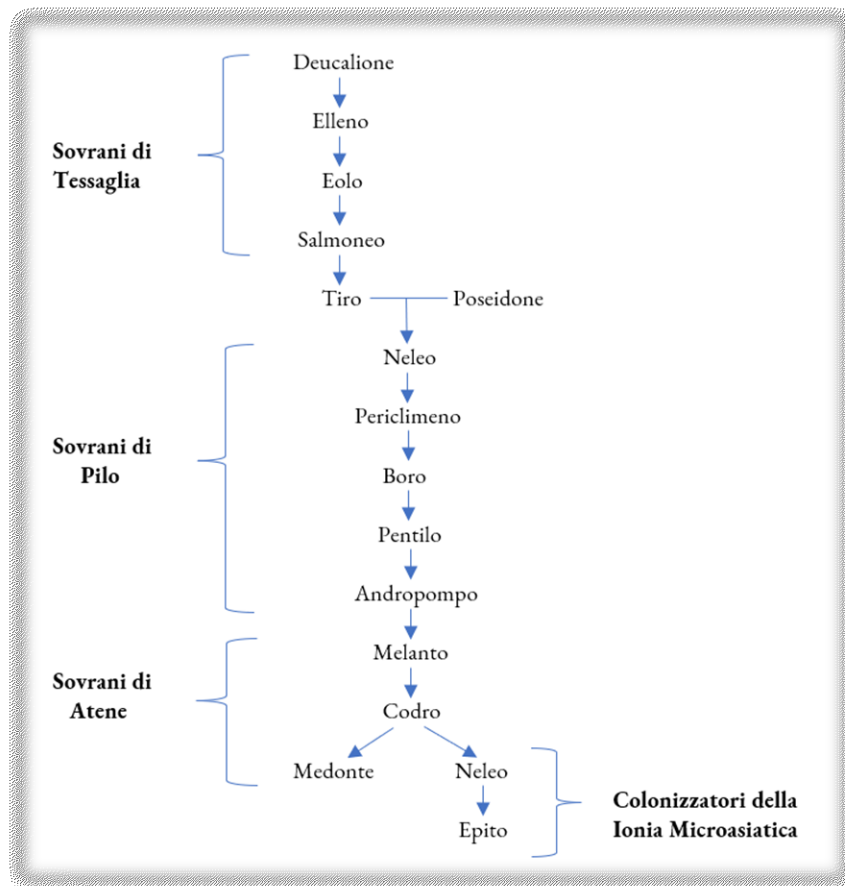 Deucalione
Elleno
Sovrani di
Tessaglia
Eolo
Salmoneo
Tiro Poseidone
Neleo
Periclimeno
Sovrani di
Pilo
Boro
Pentilo
Andropompo
Melanto
Sovrani di
Atene
Codro
Medonte Neleo
Colonizzatori della
Ionia Microasiatica
Epito